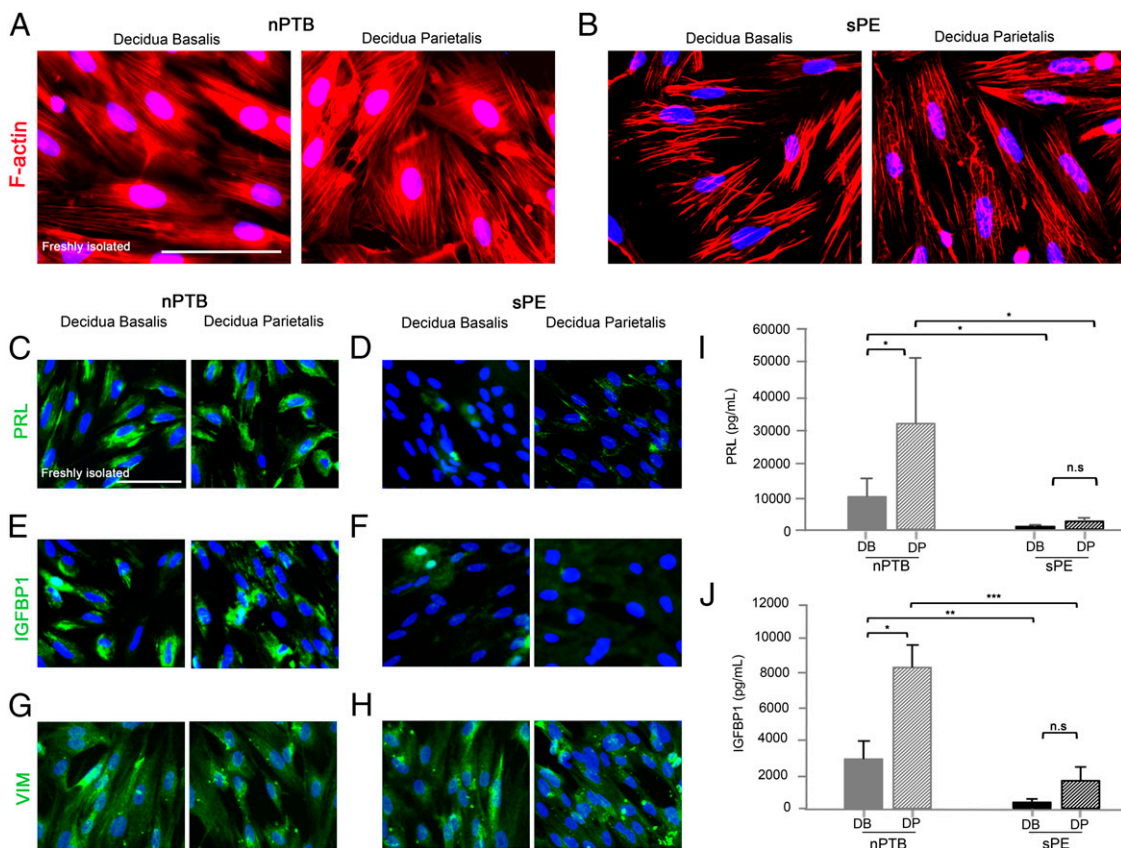 A
nPTB
Decidua Basalis
Decidua Parietalis
F-actin
Freshly isolated
B
sPE
Decidua Basalis
Decidua Parietalis
nPTB
Decidua Basalis
Decidua Parietalis
sPE
Decidua Basalis
Decidua Parietalis
C
PRL
Freshly isolated
D
E
IGFBP1
F
G
VIM
H
I
PRL (pg/mL)
60000
50000
40000
30000
20000
10000
0
*
*
*
n.s
DB
DP
DB
DP
nPTB
sPE
J
IGFBP1 (pg/mL)
12000
10000
8000
6000
4000
2000
0
***
**
*
n.s
DB
DP
DB
DP
nPTB
sPE